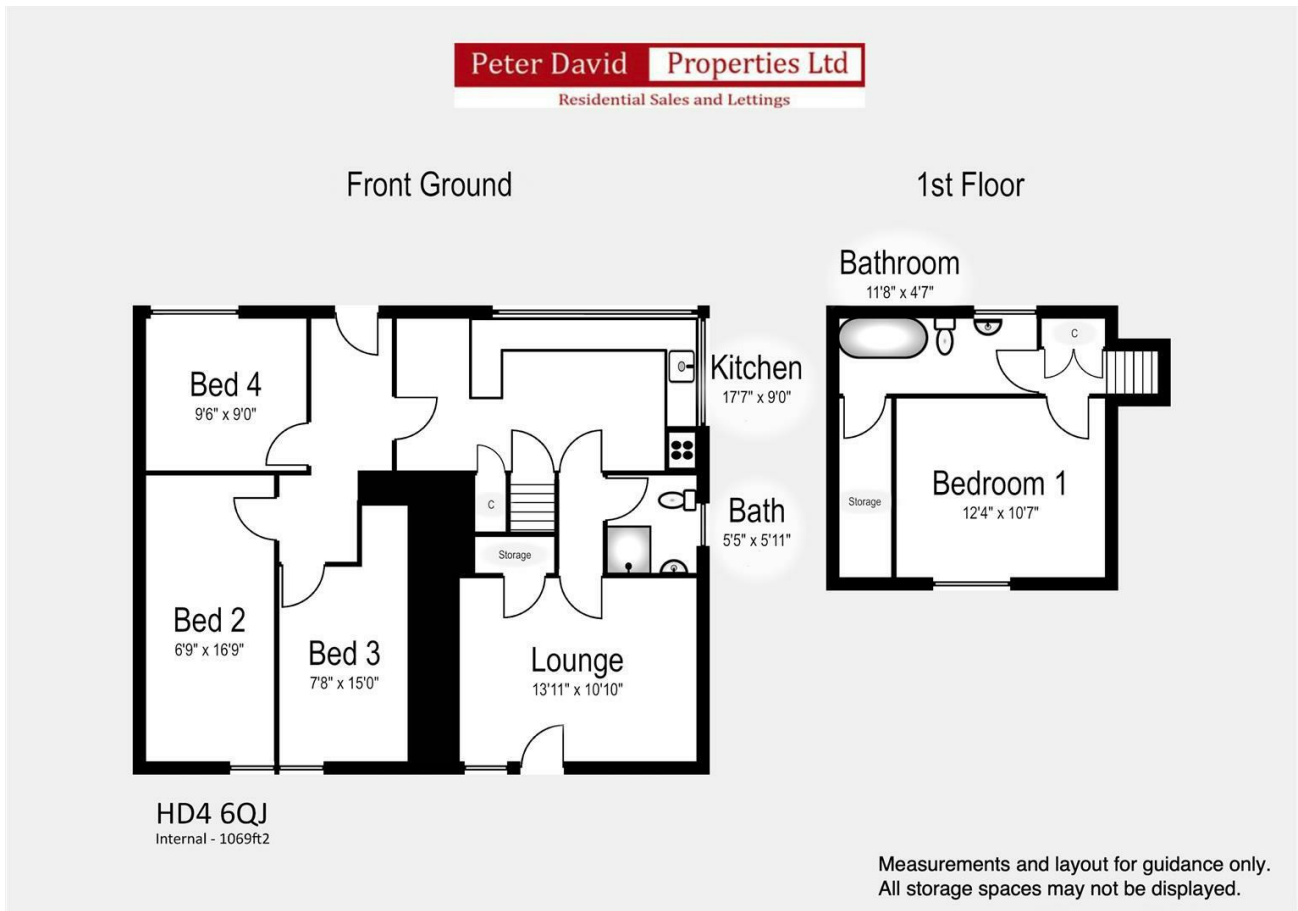 Peter David Properties Ltd
Residential Sales and Lettings
Front Ground
1st Floor
Bathroom
11'8" x 4'7"
C
Bed 4
9'6" x 9'0"
Kitchen
17'7" x 9'0"
C
Bath
5'5" x 5'11"
Storage
Storage
Bedroom 1
12'4" x 10'7"
Bed 2
6'9" x 16'9"
Bed 3
7'8" x 15'0"
Lounge
13'11" x 10'10"
HD4 6QJ
Internal - 1069ft2
Measurements and layout for guidance only.
All storage spaces may not be displayed.